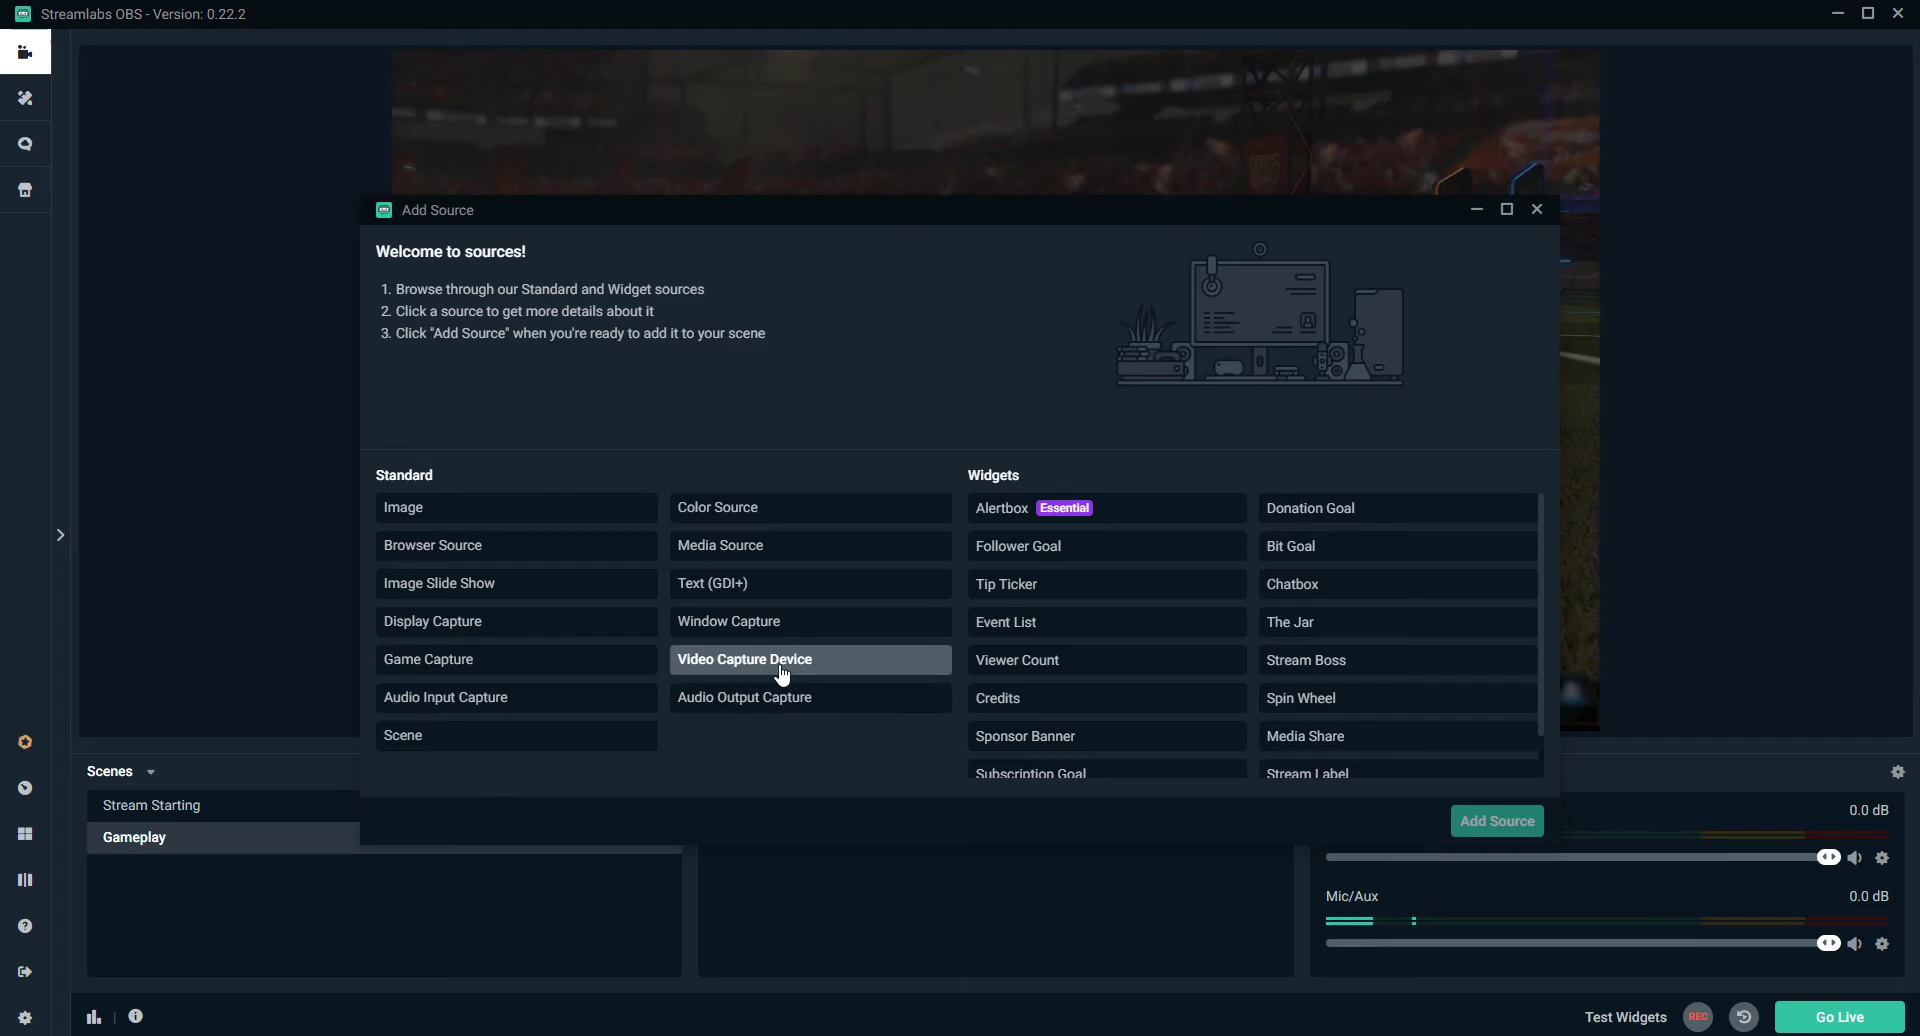 Streamlabs OBS - Version: 0.22.2
Add Source
Welcome to sources!
1. Browse through our Standard and Widget sources
2. Click a source to get more details about it
3. Click "Add Source" when you're ready to add it to your scene
Standard
Image
Color Source
Browser Source
Media Source
Image Slide Show
Text (GDI+)
Display Capture
Window Capture
Game Capture
Video Capture Device
Audio Input Capture
Audio Output Capture
Scene
Widgets
Alertbox Essential
Donation Goal
Follower Goal
Bit Goal
Tip Ticker
Chatbox
Event List
The Jar
Viewer Count
Stream Boss
Credits
Spin Wheel
Sponsor Banner
Media Share
Subscription Goal
Stream Label
Add Source
Scenes
Stream Starting
Gameplay
0.0 dB
Mic/Aux
0.0 dB
Test Widgets
REC
Go Live